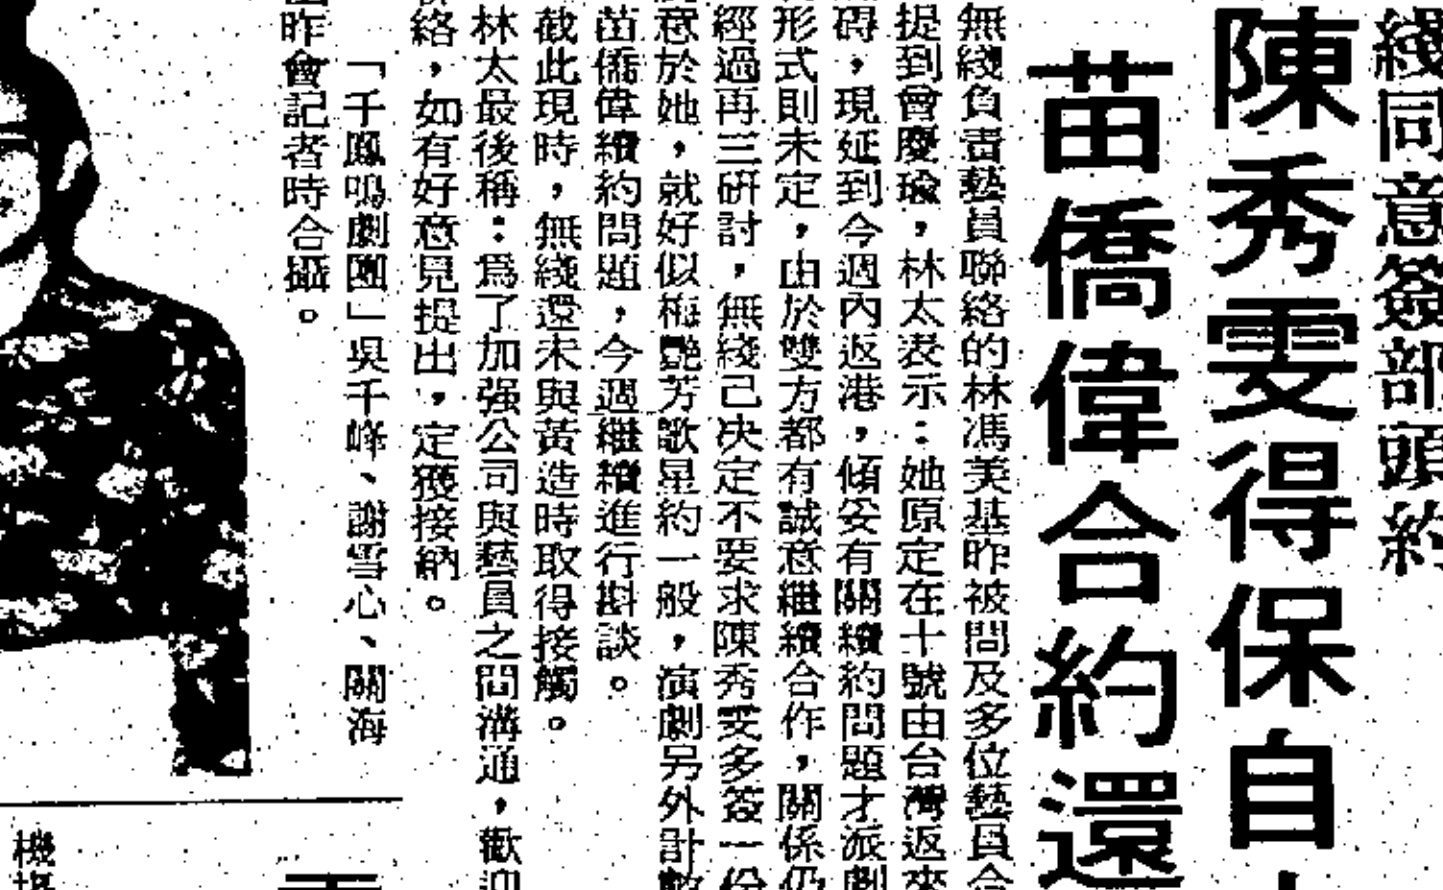 綫同意簽部頭約
陳秀雯得保自
苗僑偉合約還
無綫負責藝員聯絡的林馮美基昨被問及多位藝員合
提到曾慶瑜，林太表示：她原定在十號由台灣返來
碍，現延到今週內返港，傾妥有關續約問題才派劇
形式則未定，由於雙方都有誠意繼續合作，關係仍
經過再三研討，無綫己决定不要求陳秀雯多簽一份
意於她，就好似梅艷芳歌星約一般，演劇另外計數
苗僑偉續約問題，今週繼續進行斟談。
截此現時，無綫還未與黃造時取得接觸。
林太最後稱：爲了加强公司與藝員之間溝通，歡迎
絡，如有好意見提出，定獲接納。
「千鳳鳴劇團」吳千峰、謝雪心、關海
昨會記者時合攝。
機